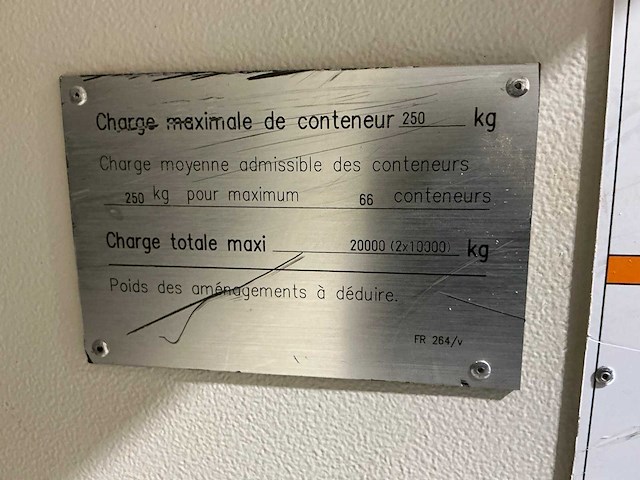 Charge maximale de conteneur 250 kg
Charge moyenne admissible des conteneurs
250 kg pour maximum 66 conteneurs
Charge totale maxi 20000 (2x10000) kg
Poids des aménagements à déduire.
FR 264/v